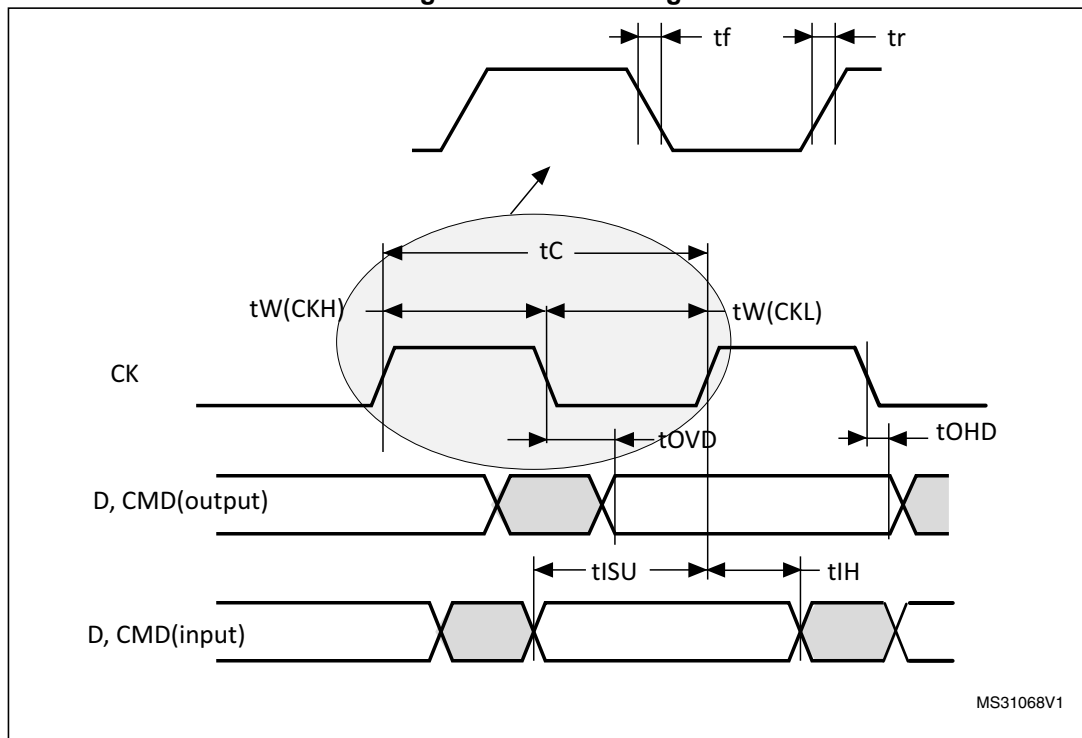 tf
tr
tC
tW(CKH)
tW(CKL)
CK
tOVD
tOHD
D, CMD(output)
tISU
tIH
D, CMD(input)
MS31068V1